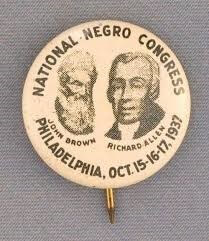 NATIONAL NEGRO CONGRESS
JOHN BROWN
RICHARD ALLEN
PHILADELPHIA, OCT. 15-16-17, 1937